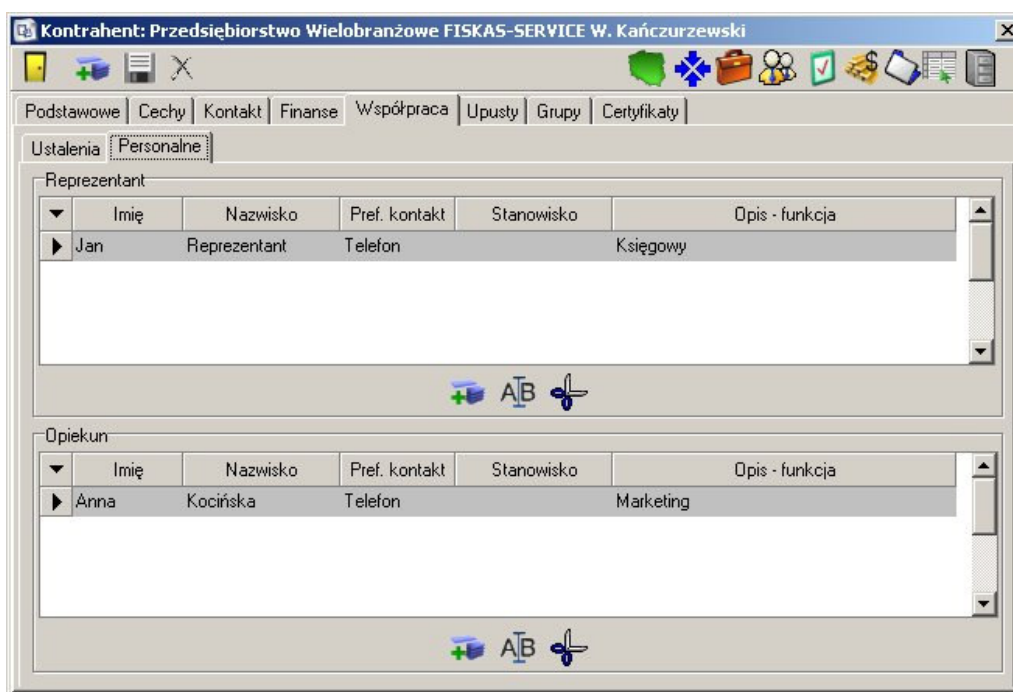 Kontrahent: Przedsiębiorstwo Wielobranżowe FISKAS-SERVICE W. Kańczurzewski
Podstawowe Cechy Kontakt Finanse Współpraca Upusty Grupy Certyfikaty
Ustalenia Personalne
Reprezentant
Imię Nazwisko Pref. kontakt Stanowisko Opis - funkcja
Jan Reprezentant Telefon Księgowy
AB
Opiekun
Imię Nazwisko Pref. kontakt Stanowisko Opis - funkcja
Anna Kocińska Telefon Marketing
AB